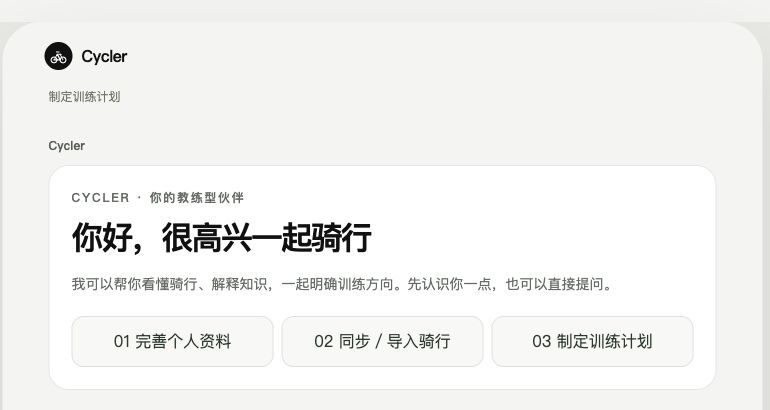 Cycler
制定训练计划
Cycler
CYCLER · 你的教练型伙伴
你好，很高兴一起骑行
我可以帮你看懂骑行、解释知识，一起明确训练方向。先认识你一点，也可以直接提问。
01 完善个人资料
02 同步 / 导入骑行
03 制定训练计划